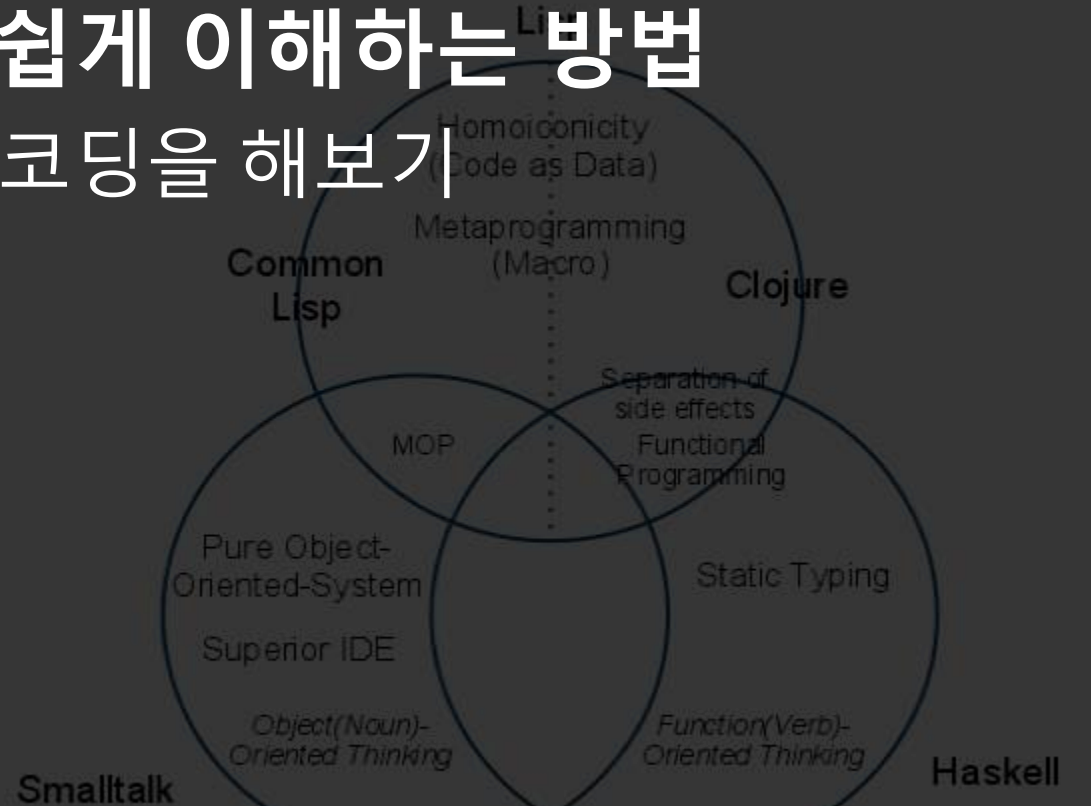 쉽게 이해하는 방법
코딩을 해보기
Lisp
Homoiconicity
(Code as Data)
Metaprogramming
(Macro)
Common
Lisp
Clojure
Separation of
side effects
MOP
Functional
Programming
Pure Object-
Oriented-System
Static Typing
Superior IDE
Object(Noun)-
Oriented Thinking
Function(Verb)-
Oriented Thinking
Smalltalk
Haskell